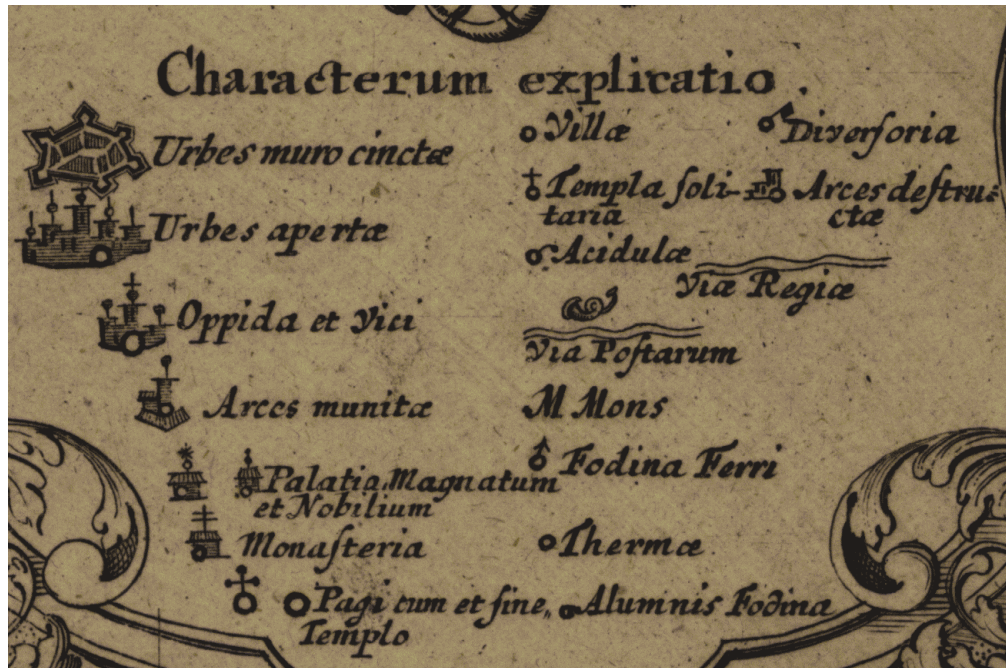 Characterum explicatio.
Urbes muro cinctæ
Urbes apertæ
Oppida et Vici
Arces munitæ
Palatia Magnatum
et Nobilium
Monaſteria
Pagi cum et ſine
Templo
Villæ
Diverſoria
Templa ſoli-
taria
Arces deſtru=
ctæ
Acidulæ
Viæ Regiæ
Via Poſtarum
M Mons
Fodina Ferri
Thermæ
Alumnis Fodina